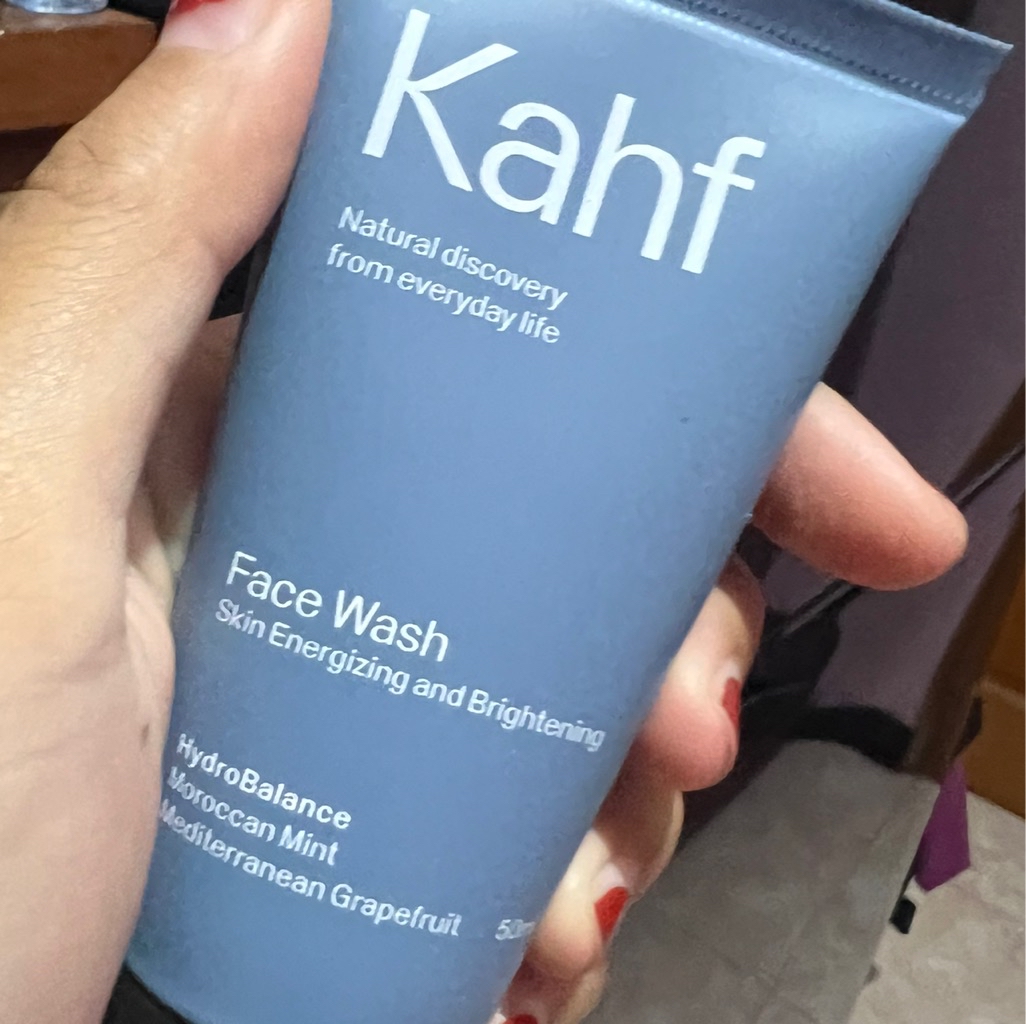 Kahf
Natural discovery
from everyday life
Face Wash
Skin Energizing and Brightening
HydroBalance
Moroccan Mint
Mediterranean Grapefruit